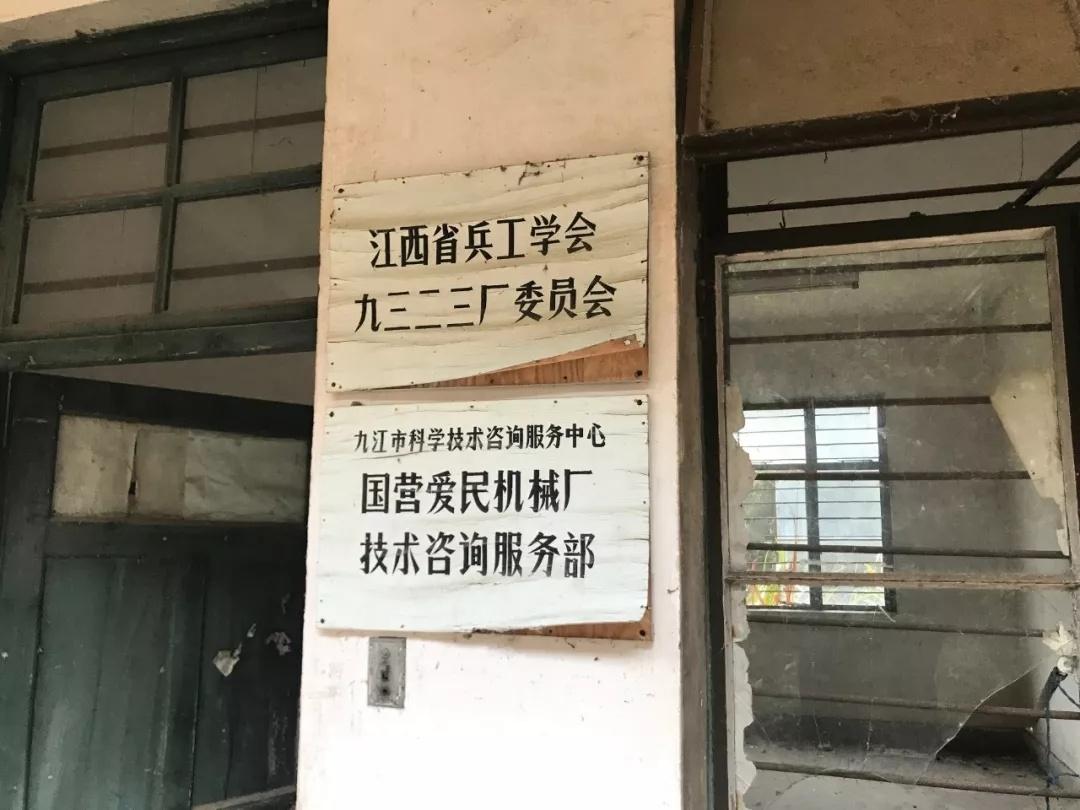 江西省兵工学会
九三二三厂委员会
九江市科学技术咨询服务中心
国营爱民机械厂
技术咨询服务部